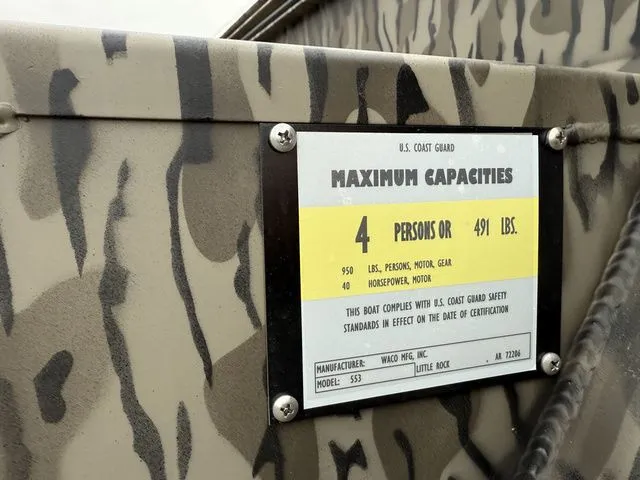 U.S. COAST GUARD
MAXIMUM CAPACITIES
4 PERSONS OR 491 LBS.
950 LBS., PERSONS, MOTOR, GEAR
40 HORSEPOWER, MOTOR
THIS BOAT COMPLIES WITH U.S. COAST GUARD SAFETY
STANDARDS IN EFFECT ON THE DATE OF CERTIFICATION
MANUFACTURER: WACO MFG, INC.
MODEL: 553 LITTLE ROCK , AR 72206